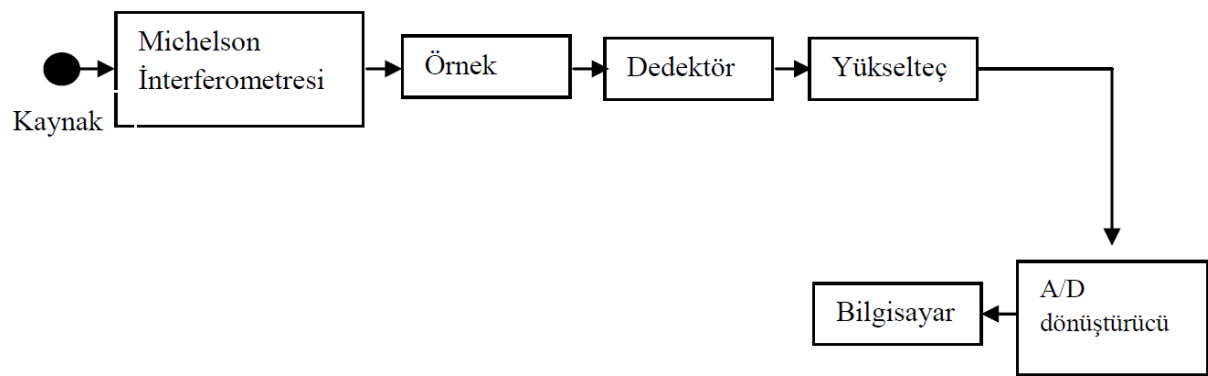 Kaynak
Michelson
İnterferometresi
Örnek
Dedektör
Yükselteç
A/D
dönüştürücü
Bilgisayar